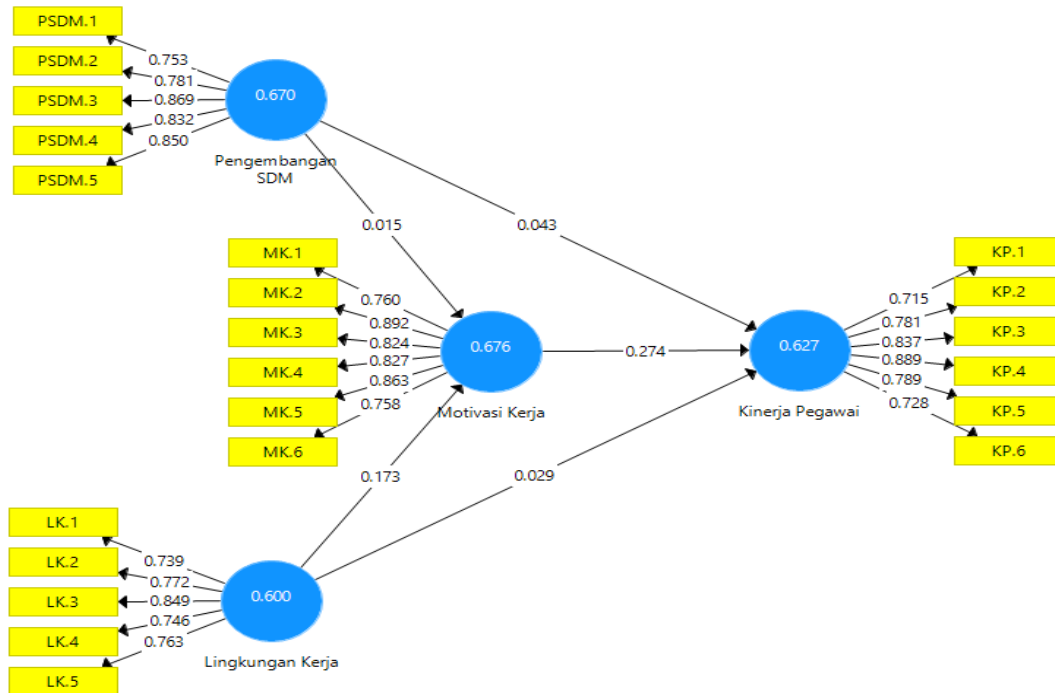 PSDM.1
PSDM.2
PSDM.3
PSDM.4
PSDM.5
0.753
0.781
0.869
0.832
0.850
0.670
Pengembangan
SDM
0.015
0.043
MK.1
MK.2
MK.3
MK.4
MK.5
MK.6
0.760
0.892
0.824
0.827
0.863
0.758
0.676
Motivasi Kerja
0.274
0.627
Kinerja Pegawai
0.715
0.781
0.837
0.889
0.789
0.728
KP.1
KP.2
KP.3
KP.4
KP.5
KP.6
0.173
0.029
LK.1
LK.2
LK.3
LK.4
LK.5
0.739
0.772
0.849
0.746
0.763
0.600
Lingkungan Kerja